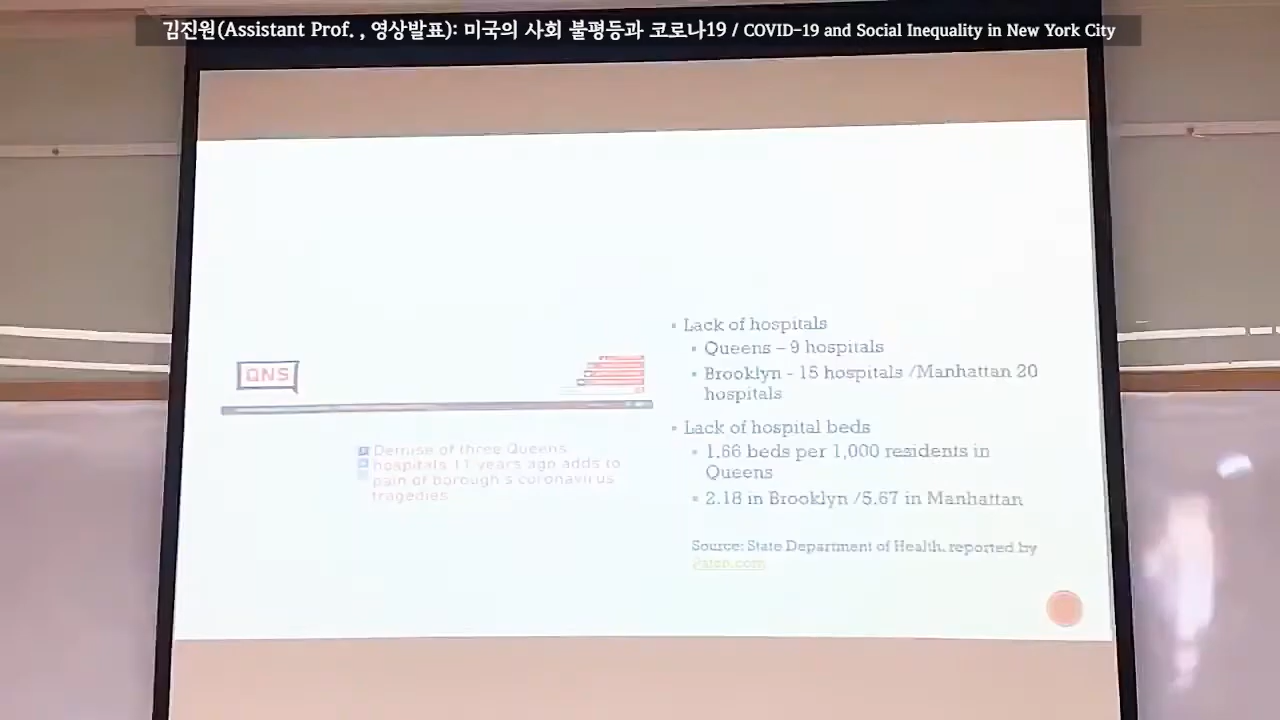 김진원(Assistant Prof. , 영상발표): 미국의 사회 불평등과 코로나19 / COVID-19 and Social Inequality in New York City
QNS
Demise of three Queens
hospitals 11 years ago adds to
pain of borough's coronavirus
tragedies
Lack of hospitals
Queens – 9 hospitals
Brooklyn - 15 hospitals /Manhattan 20
hospitals
Lack of hospital beds
1.66 beds per 1,000 residents in
Queens
2.18 in Brooklyn /5.67 in Manhattan
Source: State Department of Health, reported by
Patch.com